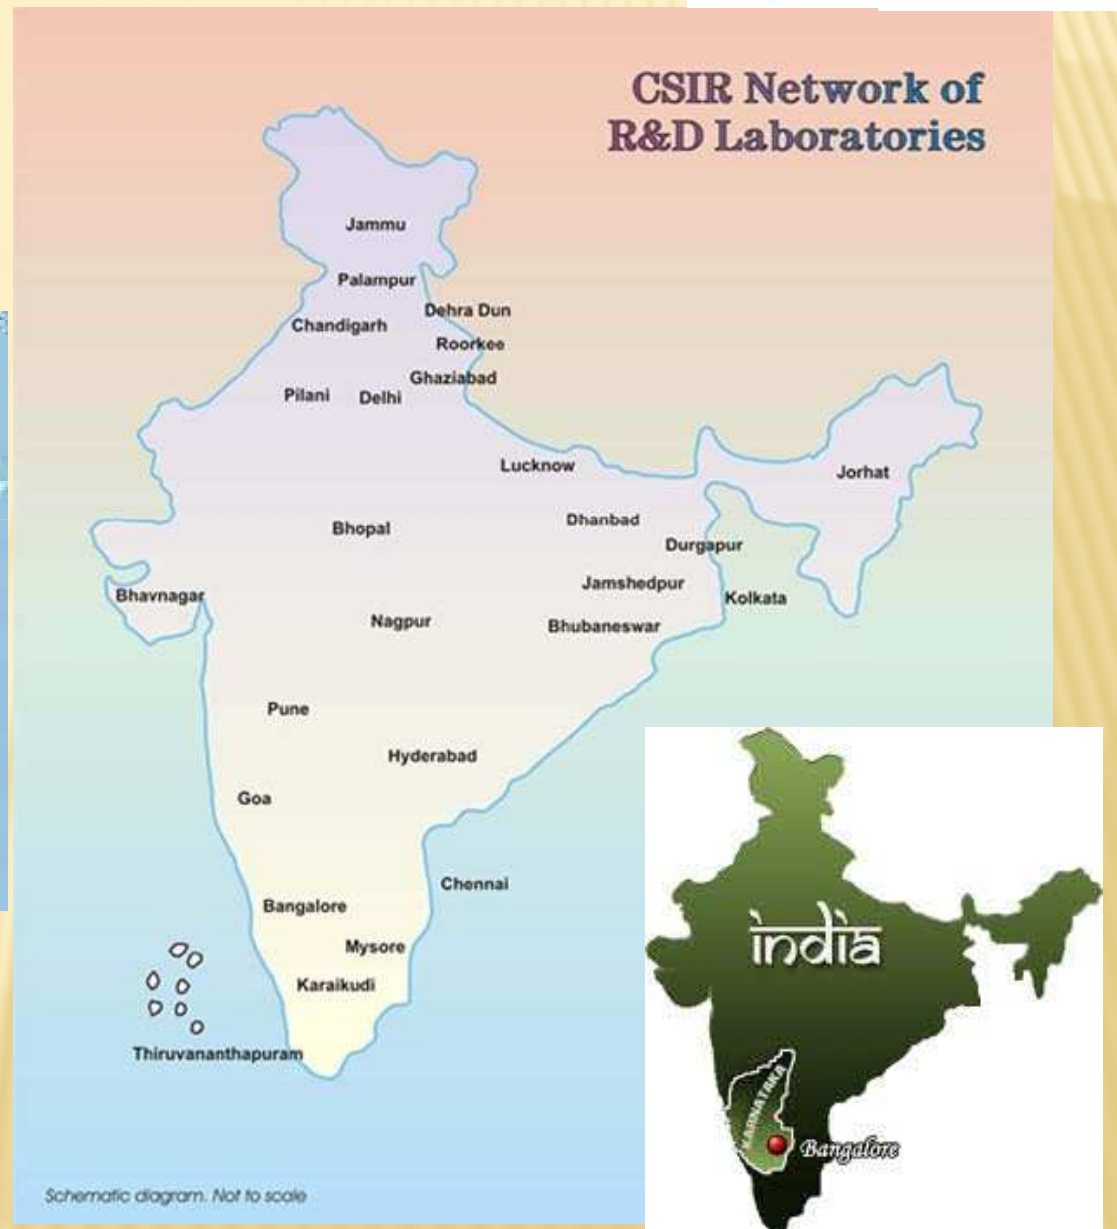 CSIR Network of
R&D Laboratories
Jammu
Palampur
Dehra Dun
Chandigarh
Roorkee
Ghaziabad
Pilani
Delhi
Lucknow
Jorhat
Dhanbad
Bhopal
Durgapur
Jamshedpur
Bhavnagar
Kolkata
Nagpur
Bhubaneswar
Pune
Hyderabad
Goa
Chennai
Bangalore
Mysore
Karaikudi
Thiruvananthapuram
india
KARNATAKA
Bangalore
Schematic diagram. Not to scale